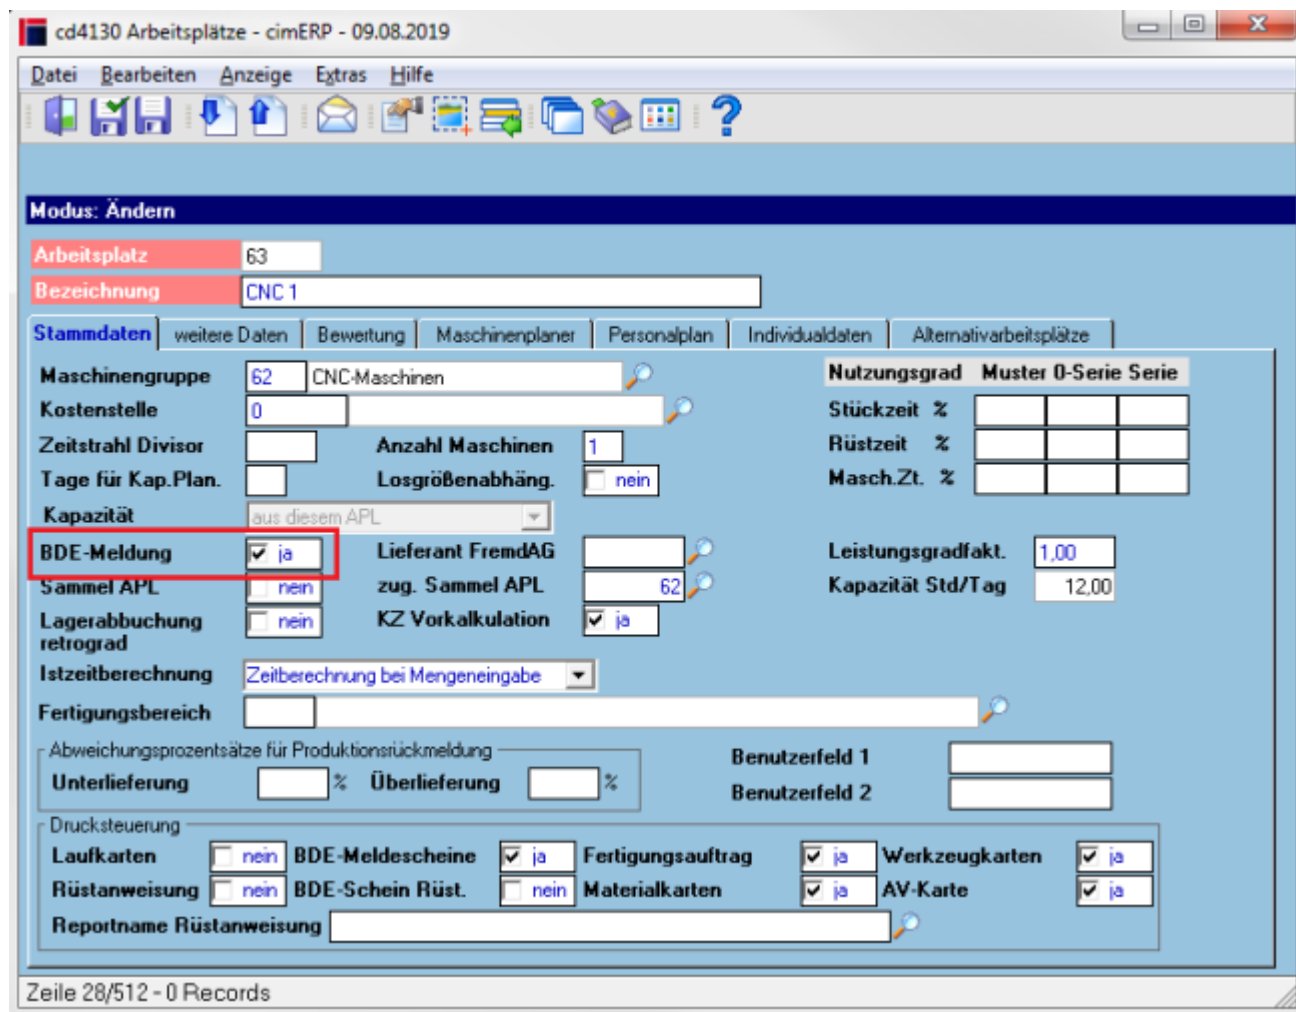 cd4130 Arbeitsplätze - cimERP - 09.08.2019
Datei Bearbeiten Anzeige Extras Hilfe
Modus: Ändern
Arbeitsplatz 63
Bezeichnung CNC 1
Stammdaten weitere Daten Bewertung Maschinenplaner Personalplan Individualdaten Alternativarbeitsplätze
Maschinengruppe 62 CNC-Maschinen Nutzungsgrad Muster 0-Serie Serie
Kostenstelle 0 Stückzeit %
Zeitstrahl Divisor Anzahl Maschinen 1 Rüstzeit %
Tage für Kap.Plan. Losgrößenabhäng. nein Masch.Zt. %
Kapazität aus diesem APL
BDE-Meldung ja Lieferant FremdAG Leistungsgradfakt. 1,00
Sammel APL nein zug. Sammel APL 62 Kapazität Std/Tag 12,00
Lagerabbuchung nein KZ Vorkalkulation ja
retrograd
Istzeitberechnung Zeitberechnung bei Mengeneingabe
Fertigungsbereich
Abweichungsprozentsätze für Produktionsrückmeldung
Benutzerfeld 1
Unterlieferung % Überlieferung %
Benutzerfeld 2
Drucksteuerung
Laufkarten nein BDE-Meldescheine ja Fertigungsauftrag ja Werkzeugkarten ja
Rüstanweisung nein BDE-Schein Rüst. nein Materialkarten ja AV-Karte ja
Reportname Rüstanweisung
Zeile 28/512 - 0 Records